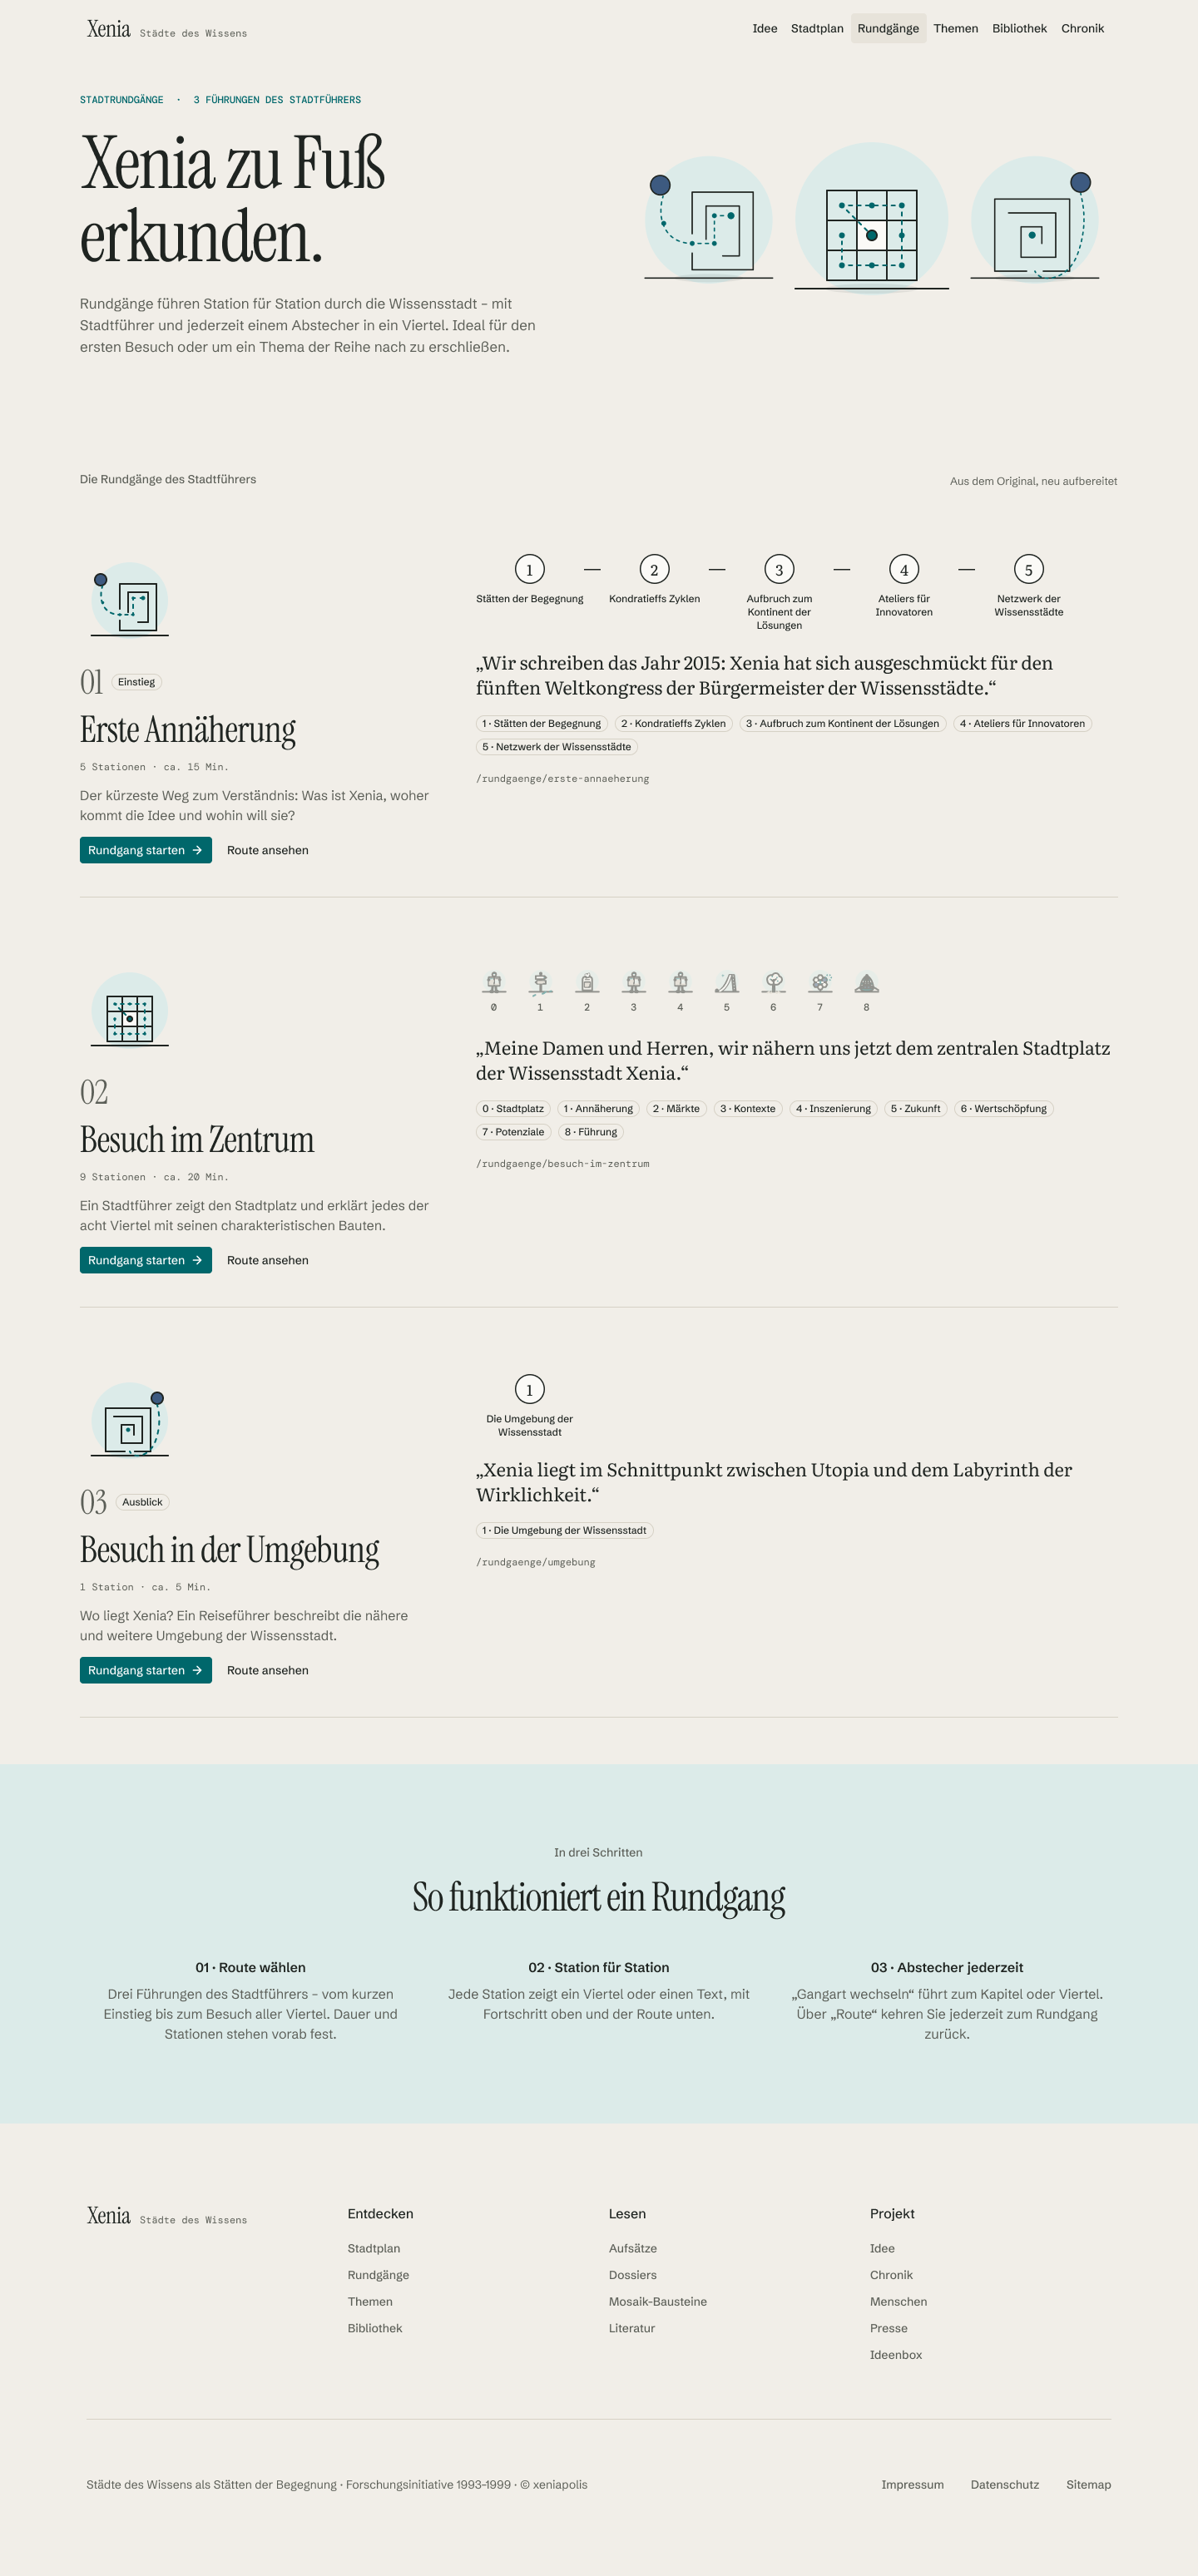 Xenia Städte des Wissens
Idee Stadtplan Rundgänge Themen Bibliothek Chronik
STADTRUNDGÄNGE · 3 FÜHRUNGEN DES STADTFÜHRERS
Xenia zu Fuß
erkunden.
Rundgänge führen Station für Station durch die Wissensstadt – mit
Stadtführer und jederzeit einem Abstecher in ein Viertel. Ideal für den
ersten Besuch oder um ein Thema der Reihe nach zu erschließen.
Die Rundgänge des Stadtführers
Aus dem Original, neu aufbereitet
01 Einstieg
Erste Annäherung
5 Stationen · ca. 15 Min.
Der kürzeste Weg zum Verständnis: Was ist Xenia, woher
kommt die Idee und wohin will sie?
Rundgang starten → Route ansehen
1 — 2 — 3 — 4 — 5
Stätten der Begegnung
Kondratieffs Zyklen
Aufbruch zum
Kontinent der
Lösungen
Ateliers für
Innovatoren
Netzwerk der
Wissensstädte
„Wir schreiben das Jahr 2015: Xenia hat sich ausgeschmückt für den
fünften Weltkongress der Bürgermeister der Wissensstädte.“
1 · Stätten der Begegnung 2 · Kondratieffs Zyklen 3 · Aufbruch zum Kontinent der Lösungen 4 · Ateliers für Innovatoren
5 · Netzwerk der Wissensstädte
/rundgaenge/erste-annaeherung
02
Besuch im Zentrum
9 Stationen · ca. 20 Min.
Ein Stadtführer zeigt den Stadtplatz und erklärt jedes der
acht Viertel mit seinen charakteristischen Bauten.
Rundgang starten → Route ansehen
0 1 2 3 4 5 6 7 8
„Meine Damen und Herren, wir nähern uns jetzt dem zentralen Stadtplatz
der Wissensstadt Xenia.“
0 · Stadtplatz 1 · Annäherung 2 · Märkte 3 · Kontexte 4 · Inszenierung 5 · Zukunft 6 · Wertschöpfung
7 · Potenziale 8 · Führung
/rundgaenge/besuch-im-zentrum
03 Ausblick
Besuch in der Umgebung
1 Station · ca. 5 Min.
Wo liegt Xenia? Ein Reiseführer beschreibt die nähere
und weitere Umgebung der Wissensstadt.
Rundgang starten → Route ansehen
1
Die Umgebung der
Wissensstadt
„Xenia liegt im Schnittpunkt zwischen Utopia und dem Labyrinth der
Wirklichkeit.“
1 · Die Umgebung der Wissensstadt
/rundgaenge/umgebung
In drei Schritten
So funktioniert ein Rundgang
01 · Route wählen
Drei Führungen des Stadtführers – vom kurzen
Einstieg bis zum Besuch aller Viertel. Dauer und
Stationen stehen vorab fest.
02 · Station für Station
Jede Station zeigt ein Viertel oder einen Text, mit
Fortschritt oben und der Route unten.
03 · Abstecher jederzeit
„Gangart wechseln“ führt zum Kapitel oder Viertel.
Über „Route“ kehren Sie jederzeit zum Rundgang
zurück.
Xenia Städte des Wissens
Entdecken
Stadtplan
Rundgänge
Themen
Bibliothek
Lesen
Aufsätze
Dossiers
Mosaik-Bausteine
Literatur
Projekt
Idee
Chronik
Menschen
Presse
Ideenbox
Städte des Wissens als Stätten der Begegnung · Forschungsinitiative 1993–1999 · © xeniapolis
Impressum Datenschutz Sitemap